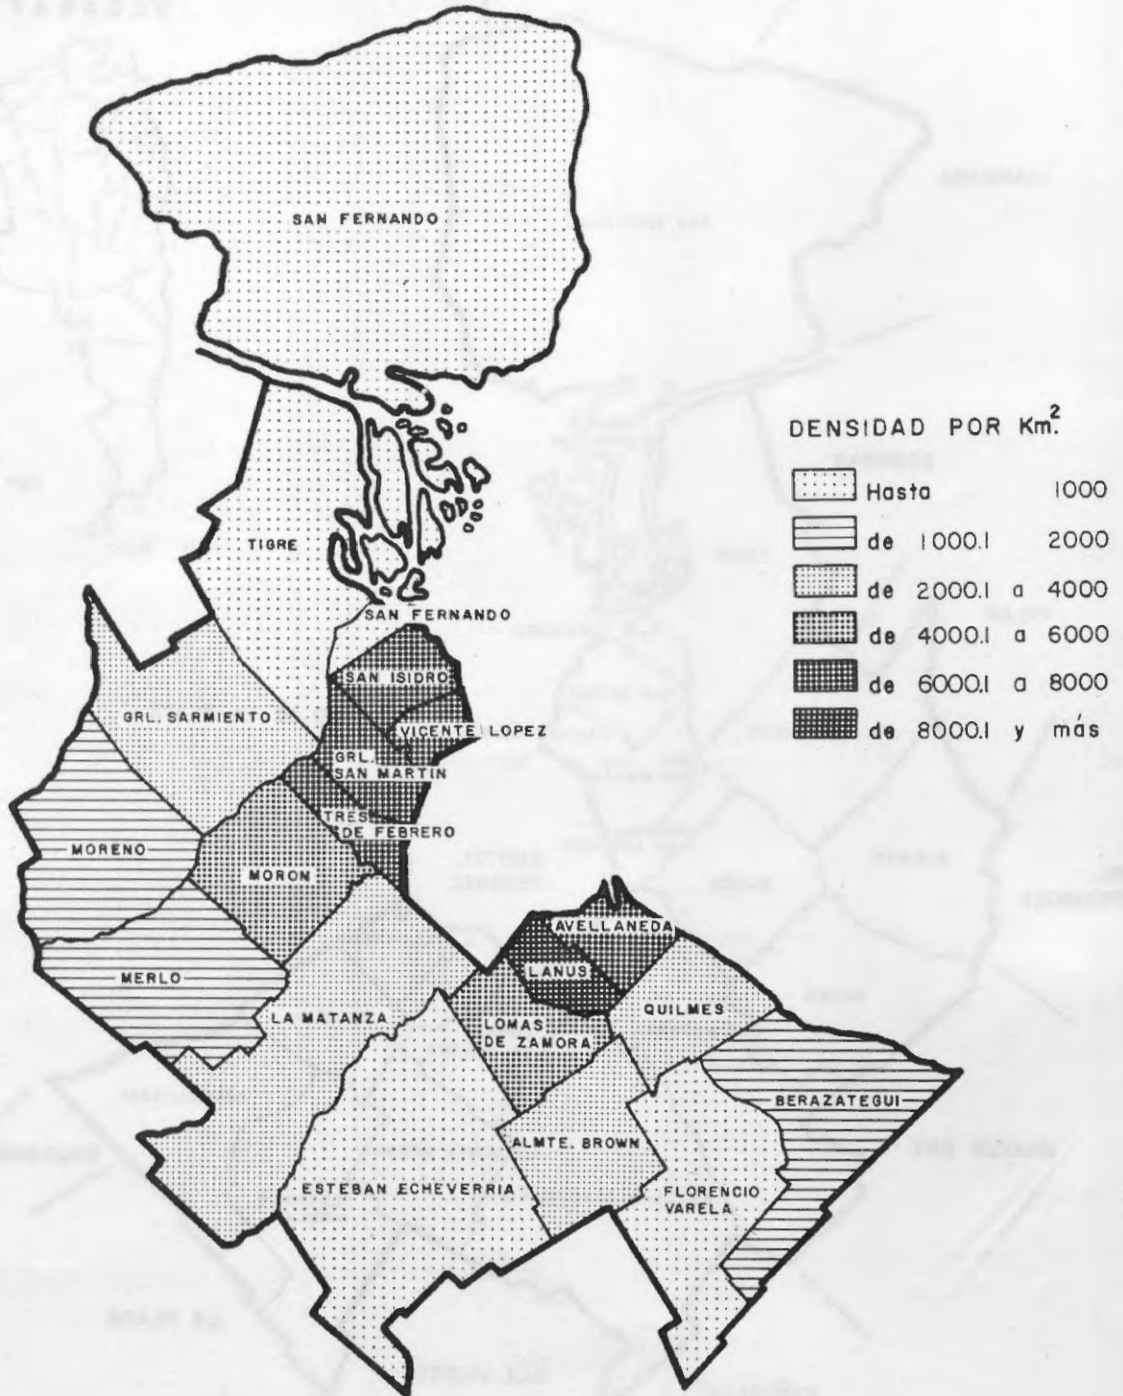 SAN FERNANDO
DENSIDAD POR Km.²
Hasta 1000
de 1000.1 2000
de 2000.1 a 4000
de 4000.1 a 6000
de 6000.1 a 8000
de 8000.1 y más
TIGRE
SAN FERNANDO
SAN ISIDRO
GRL. SARMIENTO
VICENTE LOPEZ
GRL.
SAN MARTIN
TRES
DE FEBRERO
MORENO
MORON
AVELLANEDA
MERLO
LANUS
LA MATANZA
QUILMES
LOMAS
DE ZAMORA
BERAZATEGUI
ALMTE. BROWN
ESTEBAN ECHEVERRIA
FLORENCIO
VARELA